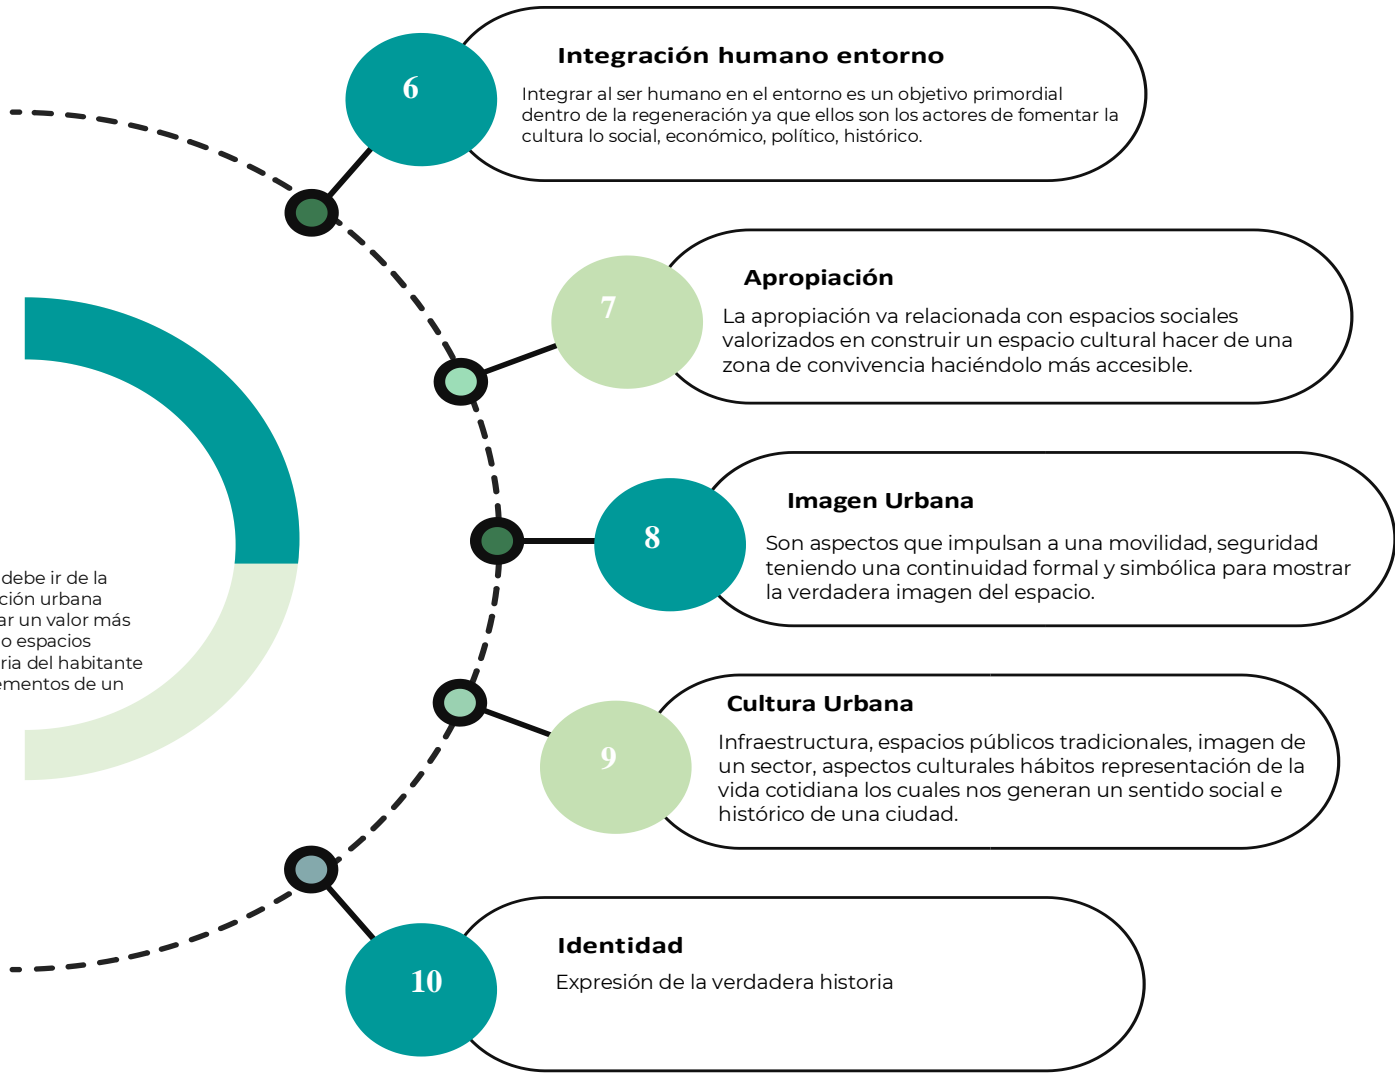 6
Integración humano entorno
Integrar al ser humano en el entorno es un objetivo primordial
dentro de la regeneración ya que ellos son los actores de fomentar la
cultura lo social, económico, político, histórico.
7
Apropiación
La apropiación va relacionada con espacios sociales
valorizados en construir un espacio cultural hacer de una
zona de convivencia haciéndolo más accesible.
8
Imagen Urbana
Son aspectos que impulsan a una movilidad, seguridad
teniendo una continuidad formal y simbólica para mostrar
la verdadera imagen del espacio.
debe ir de la
ción urbana
ar un valor más
o espacios
ria del habitante
ementos de un
9
Cultura Urbana
Infraestructura, espacios públicos tradicionales, imagen de
un sector, aspectos culturales hábitos representación de la
vida cotidiana los cuales nos generan un sentido social e
histórico de una ciudad.
10
Identidad
Expresión de la verdadera historia